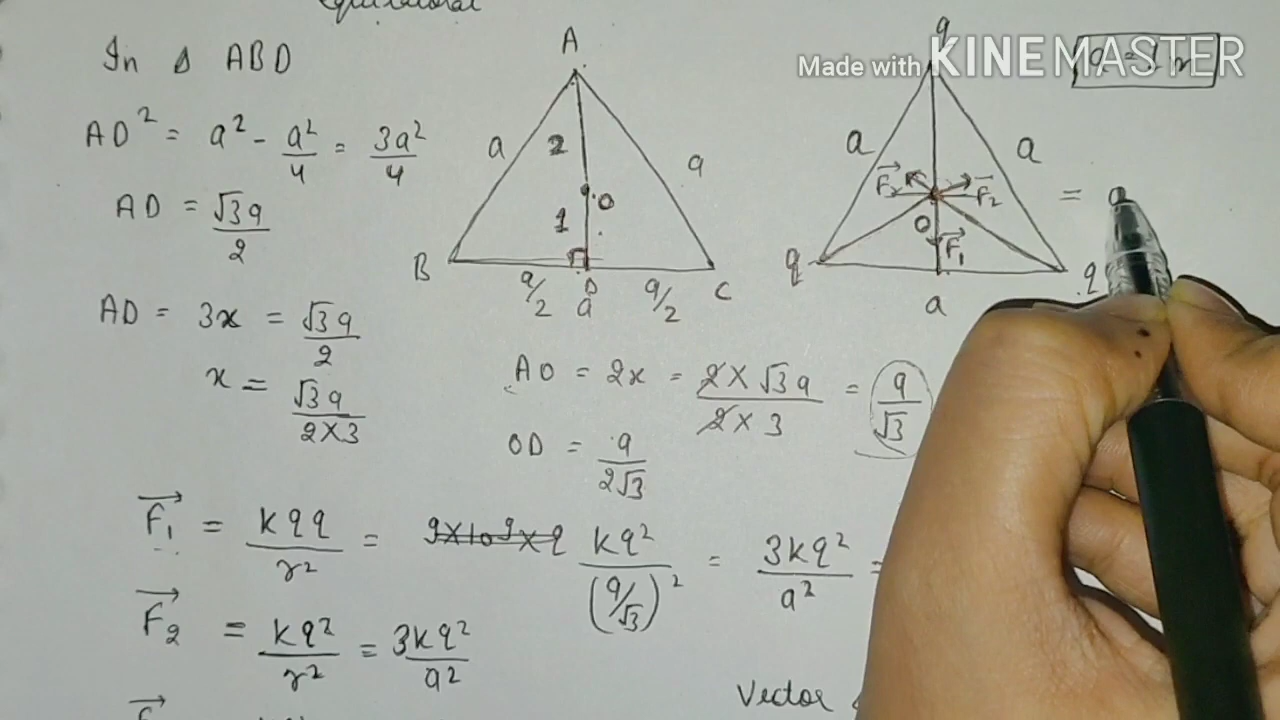 Equilateral
In Δ ABD
AD² = a² - a²/4 = 3a²/4
AD = √3a/2
AD = 3x = √3a/2
x = √3a/2×3
A
a 2 a
O
1
B C
a/2 D a/2
a
Made with KINEMASTER
q
a a
F₂
O F₁
q q
a
=
AO = 2x = 2×√3a/2×3 = a/√3
OD = a/2√3
F₁ = kqq/r² = 9×10⁹×q kq²/(a/√3)² = 3kq²/a² =
F₂ = kq²/r² = 3kq²/a²
Vector